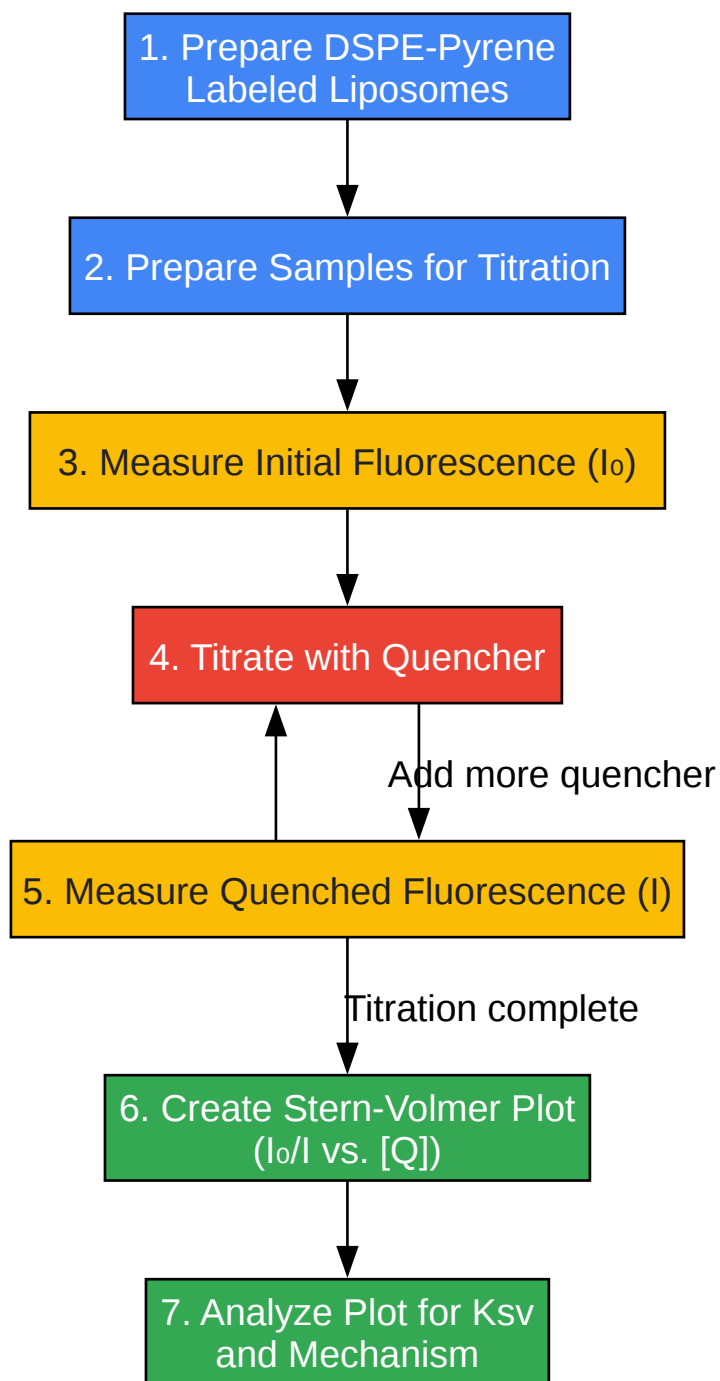 1. Prepare DSPE-Pyrene
Labeled Liposomes
2. Prepare Samples for Titration
3. Measure Initial Fluorescence (I₀)
4. Titrate with Quencher
Add more quencher
5. Measure Quenched Fluorescence (I)
Titration complete
6. Create Stern-Volmer Plot
(I₀/I vs. [Q])
7. Analyze Plot for Ksv
and Mechanism